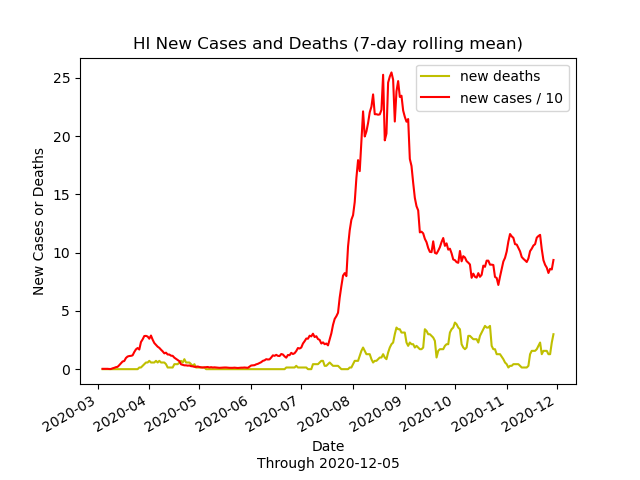 HI New Cases and Deaths (7-day rolling mean)
new deaths
new cases / 10
25
20
15
10
5
0
New Cases or Deaths
2020-03
2020-04
2020-05
2020-06
2020-07
2020-08
2020-09
2020-10
2020-11
2020-12
Date
Through 2020-12-05